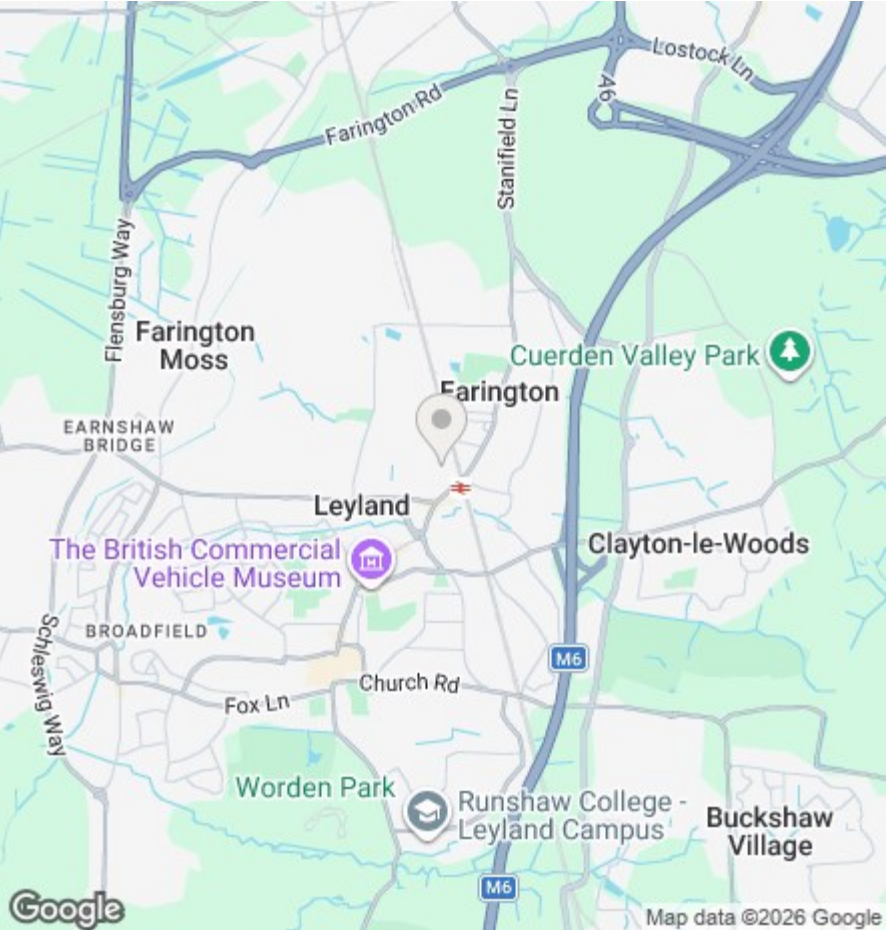 Lostock Ln
A6
Farington Rd
Stanifield Ln
Flensburg Way
Farington
Moss
Cuerden Valley Park
Farington
EARNSHAW
BRIDGE
Leyland
Clayton-le-Woods
The British Commercial
Vehicle Museum
BROADFIELD
Schleswig Way
M6
Church Rd
Fox Ln
Worden Park
Runshaw College -
Leyland Campus
Buckshaw
Village
M6
Google
Map data ©2026 Google